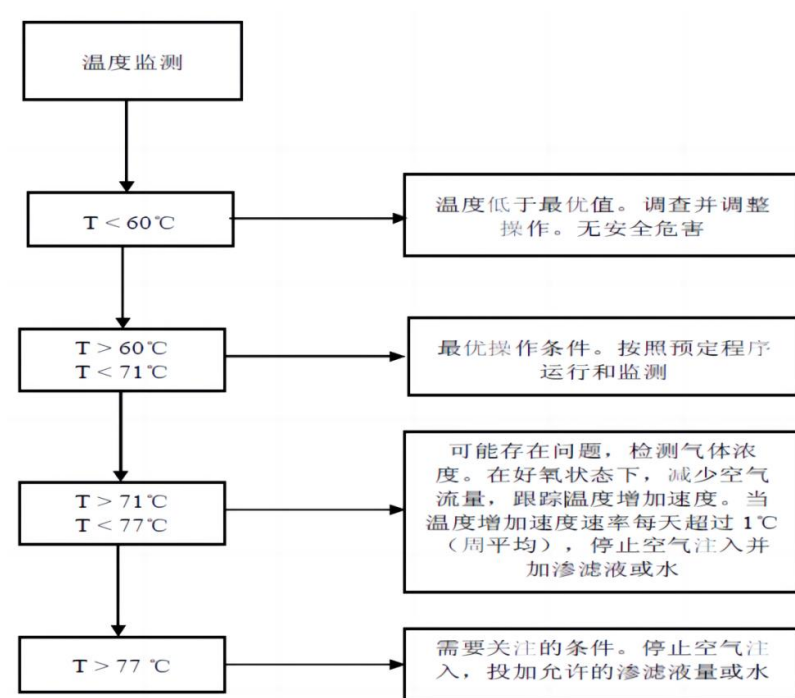 温度监测
T < 60℃
温度低于最优值。调查并调整
操作。无安全危害
T > 60℃
T < 71℃
最优操作条件。按照预定程序
运行和监测
T > 71℃
T < 77℃
可能存在问题，检测气体浓
度。在好氧状态下，减少空气
流量，跟踪温度增加速度。当
温度增加速度速率每天超过 1℃
（周平均），停止空气注入并
加渗滤液或水
T > 77 ℃
需要关注的条件。停止空气注
入，投加允许的渗滤液量或水